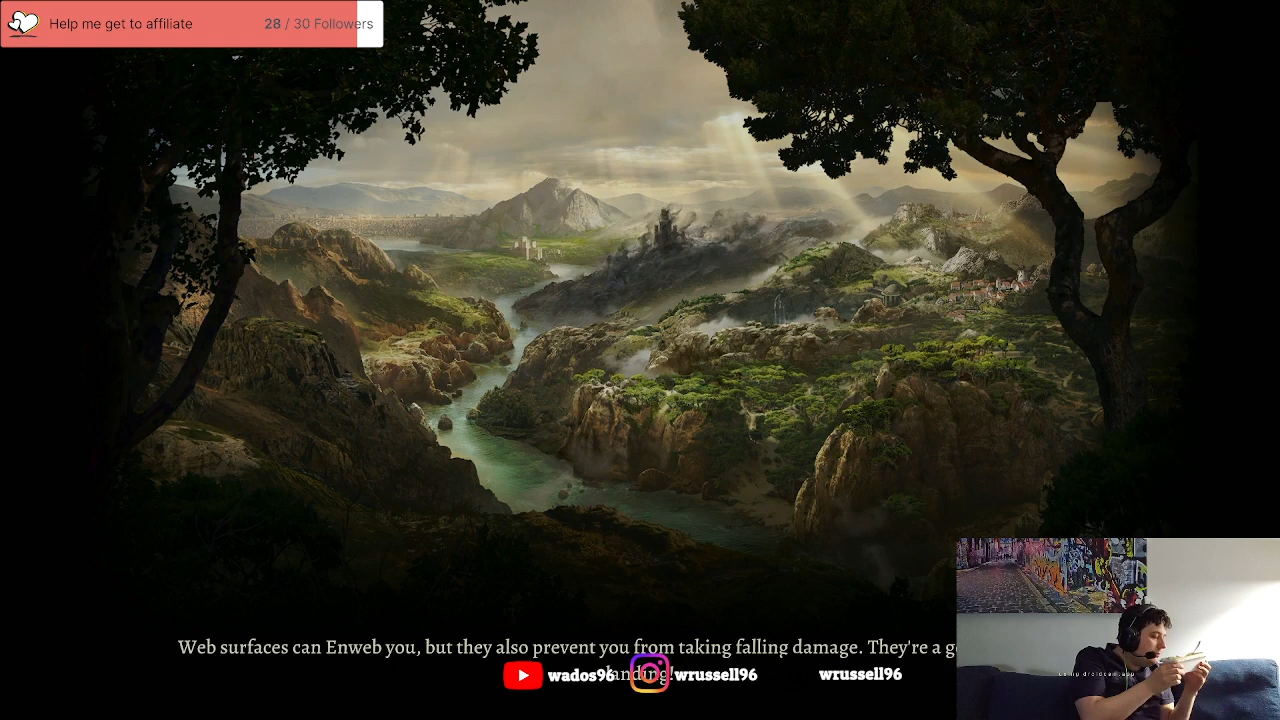 Help me get to affiliate 28 / 30 Followers
Web surfaces can Enweb you, but they also prevent you from taking falling damage. They're a
landing!
wados96 wrussell96 wrussell96